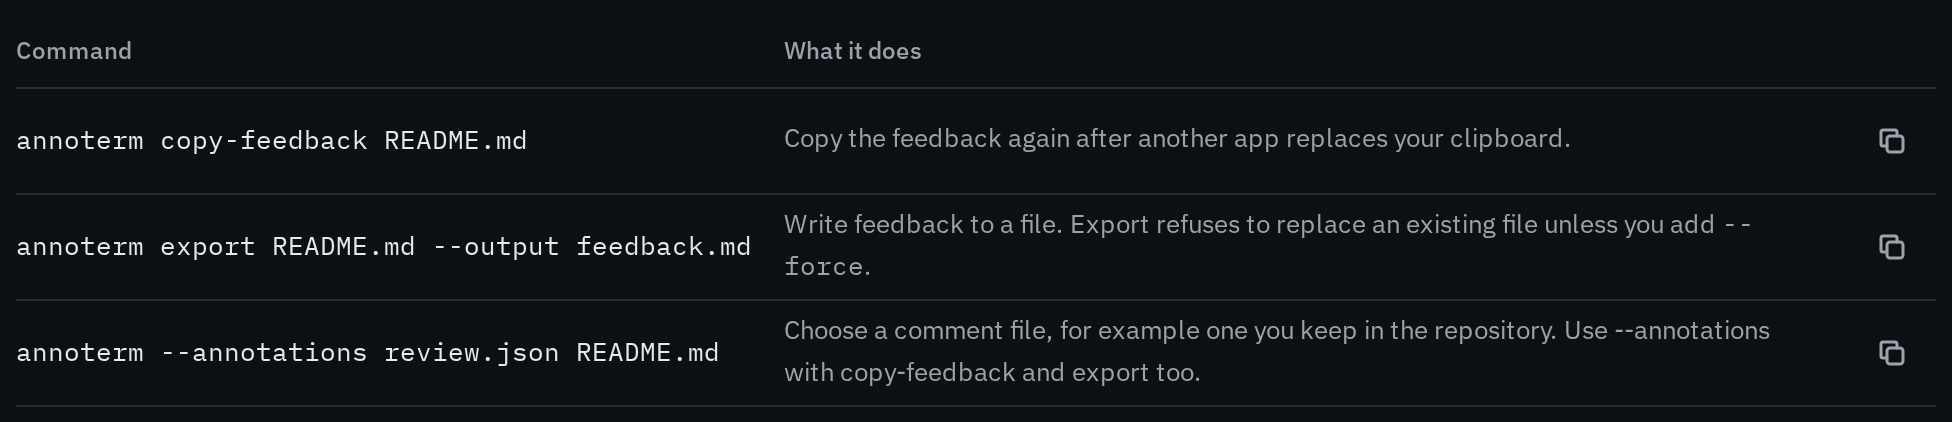 Command What it does
annoterm copy-feedback README.md Copy the feedback again after another app replaces your clipboard.
annoterm export README.md --output feedback.md Write feedback to a file. Export refuses to replace an existing file unless you add --
force.
annoterm --annotations review.json README.md Choose a comment file, for example one you keep in the repository. Use --annotations
with copy-feedback and export too.